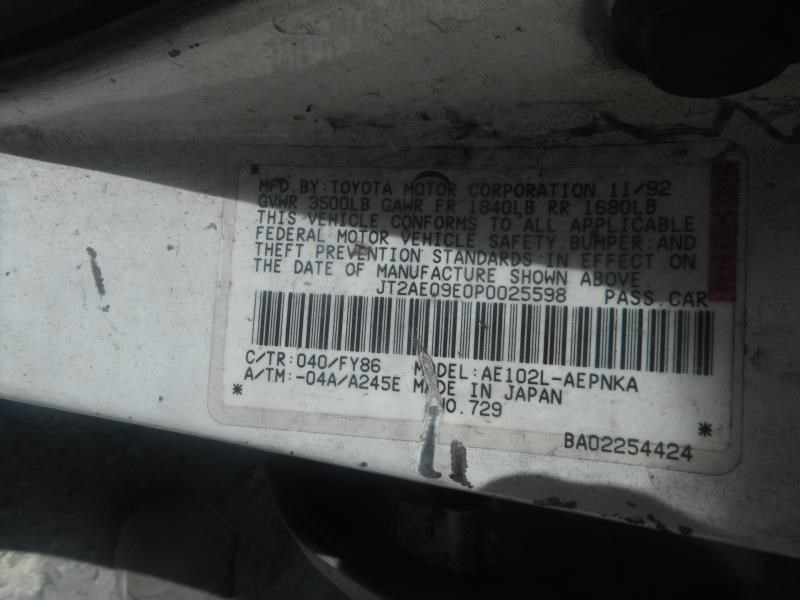 MFD.BY:TOYOTA MOTOR CORPORATION 11/92
GVWR 3500LB GAWR FR 1840LB RR 1680LB
THIS VEHICLE CONFORMS TO ALL APPLICABLE
FEDERAL MOTOR VEHICLE SAFETY,BUMPER,AND
THEFT PREVENTION STANDARDS IN EFFECT ON
THE DATE OF MANUFACTURE SHOWN ABOVE.
JT2AE09E0P0025598 PASS.CAR
C/TR:040/FY86 MODEL:AE102L-AEPNKA
A/TM:-04A/A245E MADE IN JAPAN
NO.729
BA02254424